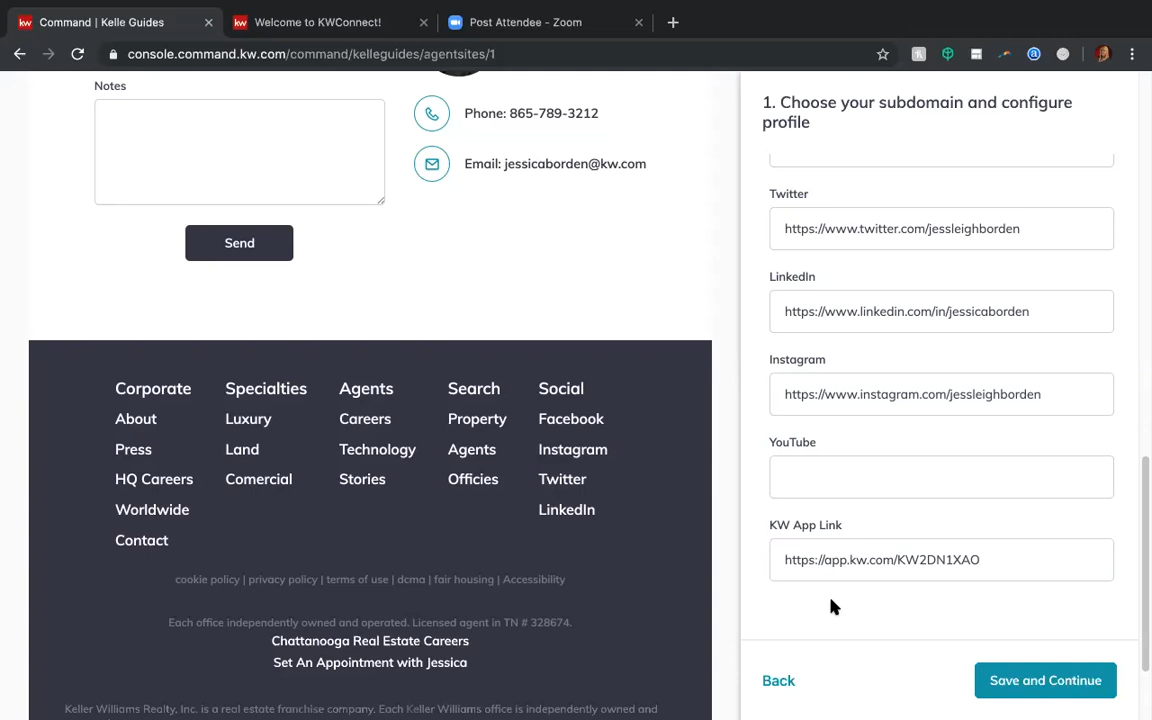 Command | Kelle Guides
Welcome to KWConnect!
Post Attendee - Zoom
console.command.kw.com/command/kelleguides/agentsites/1
Notes
Send
Phone: 865-789-3212
Email: jessicaborden@kw.com
Corporate
About
Press
HQ Careers
Worldwide
Contact
Specialties
Luxury
Land
Comercial
Agents
Careers
Technology
Stories
Search
Property
Agents
Officies
Social
Facebook
Instagram
Twitter
LinkedIn
cookie policy | privacy policy | terms of use | dcma | fair housing | Accessibility
Each office independently owned and operated. Licensed agent in TN # 328674.
Chattanooga Real Estate Careers
Set An Appointment with Jessica
Keller Williams Realty, Inc. is a real estate franchise company. Each Keller Williams office is independently owned and
1. Choose your subdomain and configure
profile
Twitter
https://www.twitter.com/jessleighborden
LinkedIn
https://www.linkedin.com/in/jessicaborden
Instagram
https://www.instagram.com/jessleighborden
YouTube
KW App Link
https://app.kw.com/KW2DN1XAO
Back
Save and Continue